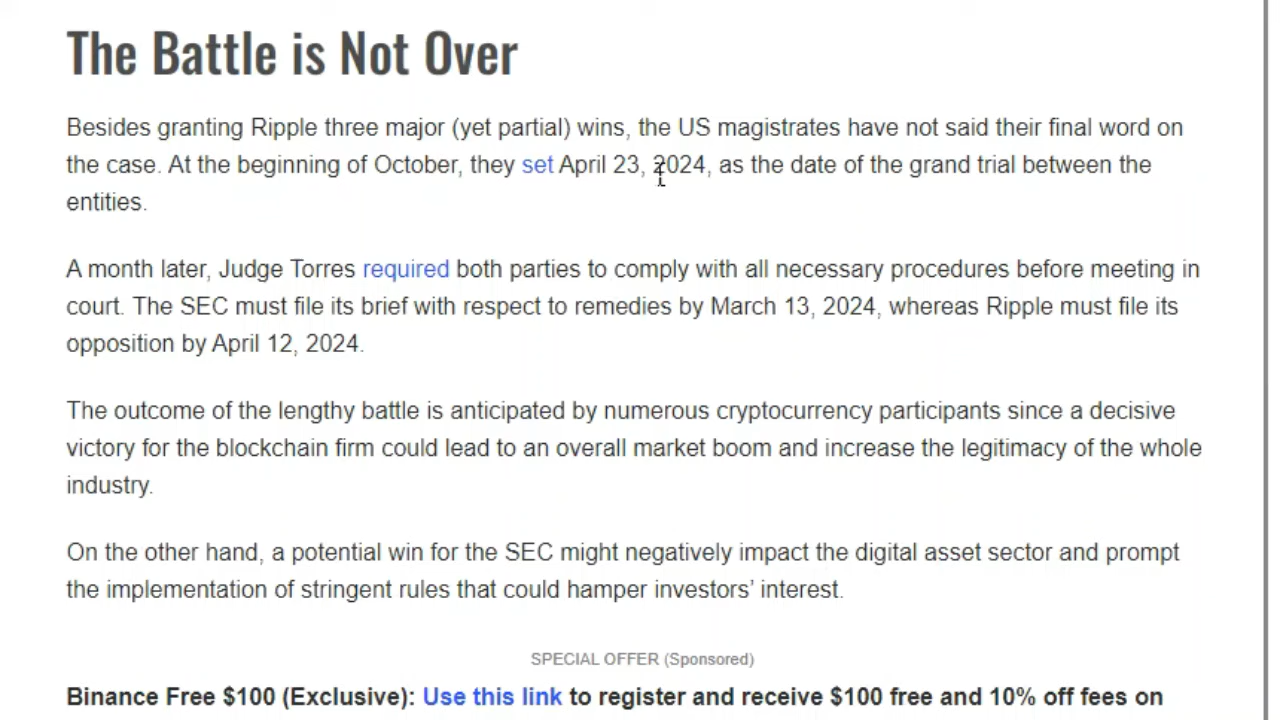 The Battle is Not Over
Besides granting Ripple three major (yet partial) wins, the US magistrates have not said their final word on
the case. At the beginning of October, they set April 23, 2024, as the date of the grand trial between the
entities.
A month later, Judge Torres required both parties to comply with all necessary procedures before meeting in
court. The SEC must file its brief with respect to remedies by March 13, 2024, whereas Ripple must file its
opposition by April 12, 2024.
The outcome of the lengthy battle is anticipated by numerous cryptocurrency participants since a decisive
victory for the blockchain firm could lead to an overall market boom and increase the legitimacy of the whole
industry.
On the other hand, a potential win for the SEC might negatively impact the digital asset sector and prompt
the implementation of stringent rules that could hamper investors’ interest.
SPECIAL OFFER (Sponsored)
Binance Free $100 (Exclusive): Use this link to register and receive $100 free and 10% off fees on